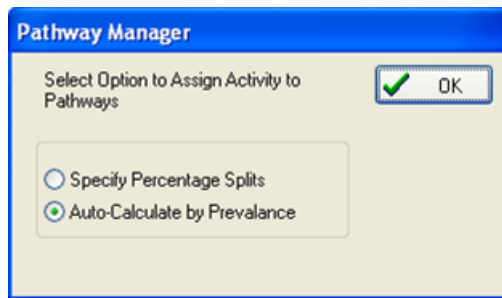 Pathway Manager
Select Option to Assign Activity to
Pathways
OK
Specify Percentage Splits
Auto-Calculate by Prevalance